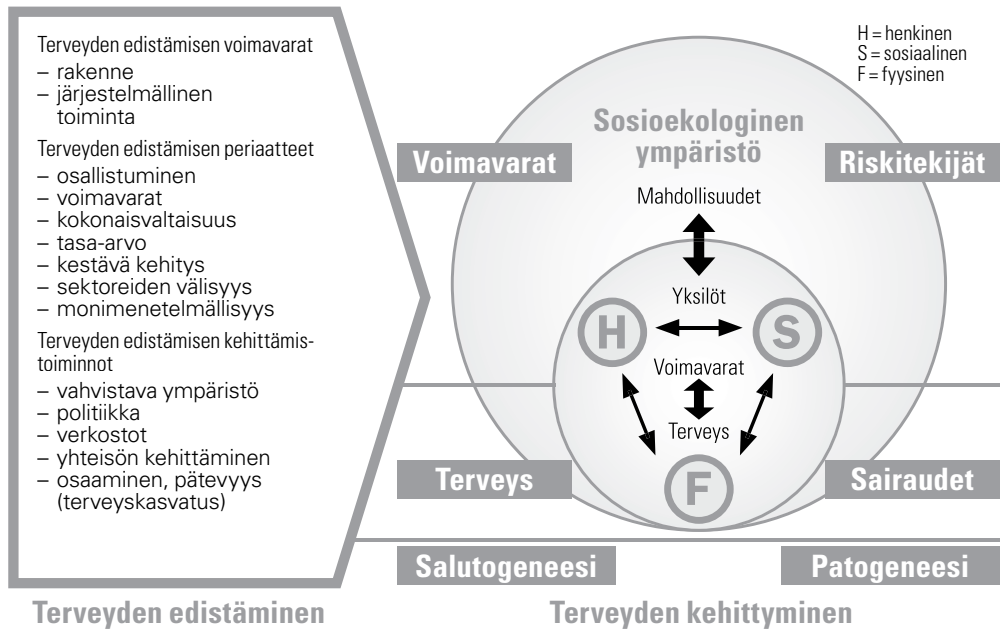 Terveyden edistämisen voimavarat
– rakenne
– järjestelmällinen
toiminta
Terveyden edistämisen periaatteet
– osallistuminen
– voimavarat
– kokonaisvaltaisuus
– tasa-arvo
– kestävä kehitys
– sektoreiden välisyys
– monimenetelmällisyys
Terveyden edistämisen kehittämis-
toiminnot
– vahvistava ympäristö
– politiikka
– verkostot
– yhteisön kehittäminen
– osaaminen, pätevyys
(terveyskasvatus)
Terveyden edistäminen
H = henkinen
S = sosiaalinen
F = fyysinen
Sosioekologinen
ympäristö
Voimavarat
Riskitekijät
Mahdollisuudet
Yksilöt
H
S
Voimavarat
Terveys
F
Terveys
Sairaudet
Salutogeneesi
Patogeneesi
Terveyden kehittyminen